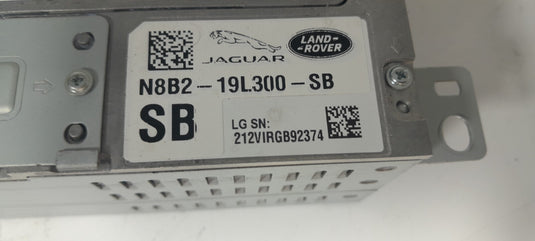 JAGUAR
LAND-
ROVER
N8B2-19L300-SB
SB
LG SN:
212VIRGB92374